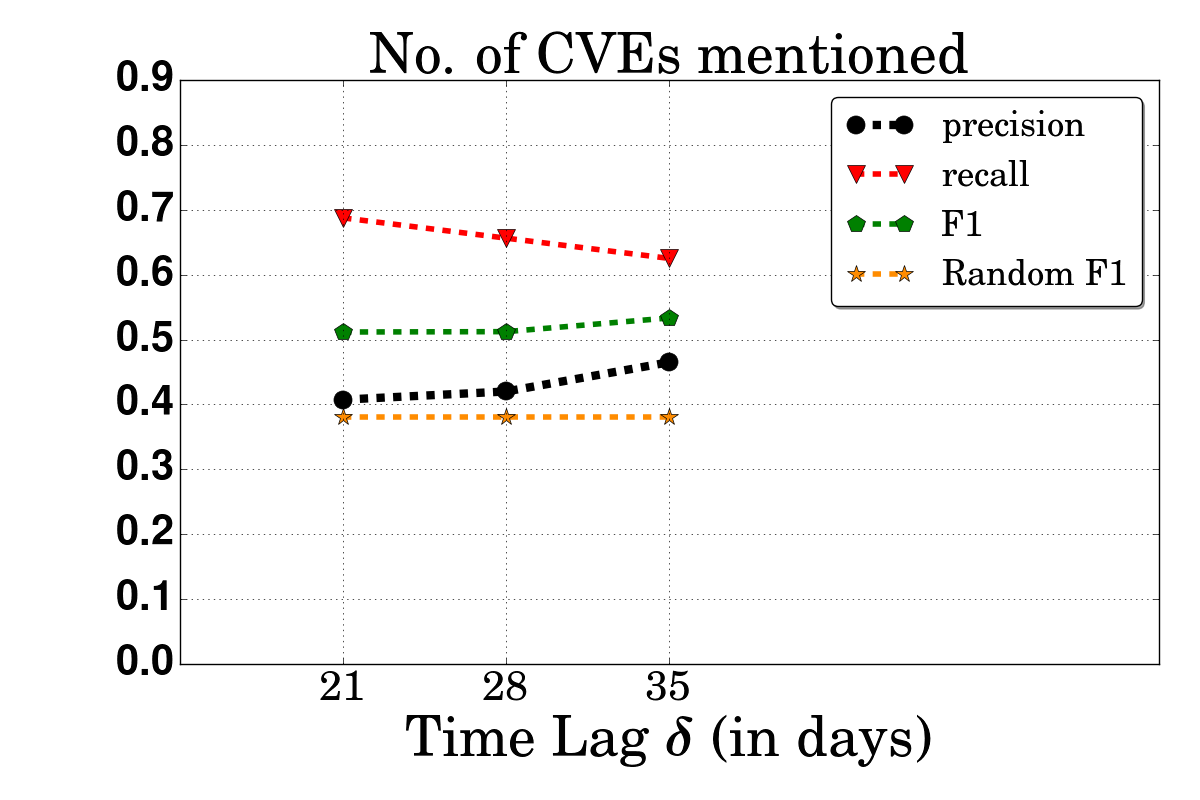 No. of CVEs mentioned
0.9
0.8
0.7
0.6
0.5
0.4
0.3
0.2
0.1
0.0
precision
recall
F1
Random F1
21 28 35
Time Lag δ (in days)